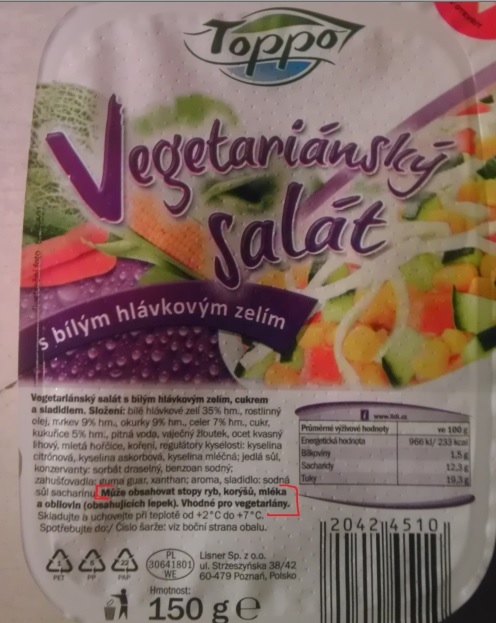 Toppo
Vegetariánský
salát
s bílým hlávkovým zelím
Vegetariánský salát s bílým hlávkovým zelím, cukrem
a sladidlem. Složení: bílé hlávkové zelí 35% hm., rostlinný
olej, mrkev 9% hm., okurky 9% hm., celer 7% hm., cukr,
kukuřice 5% hm., pitná voda, vaječný žloutek, ocet kvasný
lihový, mletá hořčice, koření, regulátory kyselosti: kyselina
citrónová, kyselina askorbová, kyselina mléčná; jedlá sůl,
konzervanty: sorbát draselný, benzoan sodný;
zahušťovadla: guma guar, xanthan; aroma, sladidlo: sodná
sůl sacharinu. Může obsahovat stopy ryb, korýšů, mléka
a obilovin (obsahujících lepek). Vhodné pro vegetariány.
Skladujte a uchovejte při teplotě od +2°C do +7°C.
Spotřebujte do:/ Číslo šarže: viz boční strana obalu.
i
Průměrné výživové hodnoty ve 100 g
Energetická hodnota 966 kJ/ 233 kcal
Bílkoviny 1,5 g
Sacharidy 12,3 g
Tuky 19,3 g
2042 4510
PET
PP
PAP
PL
30641801
WE
Lisner Sp. z o.o.
ul. Strzeszyńska 38/42
60-479 Poznań, Polsko
Hmotnost:
150 g e